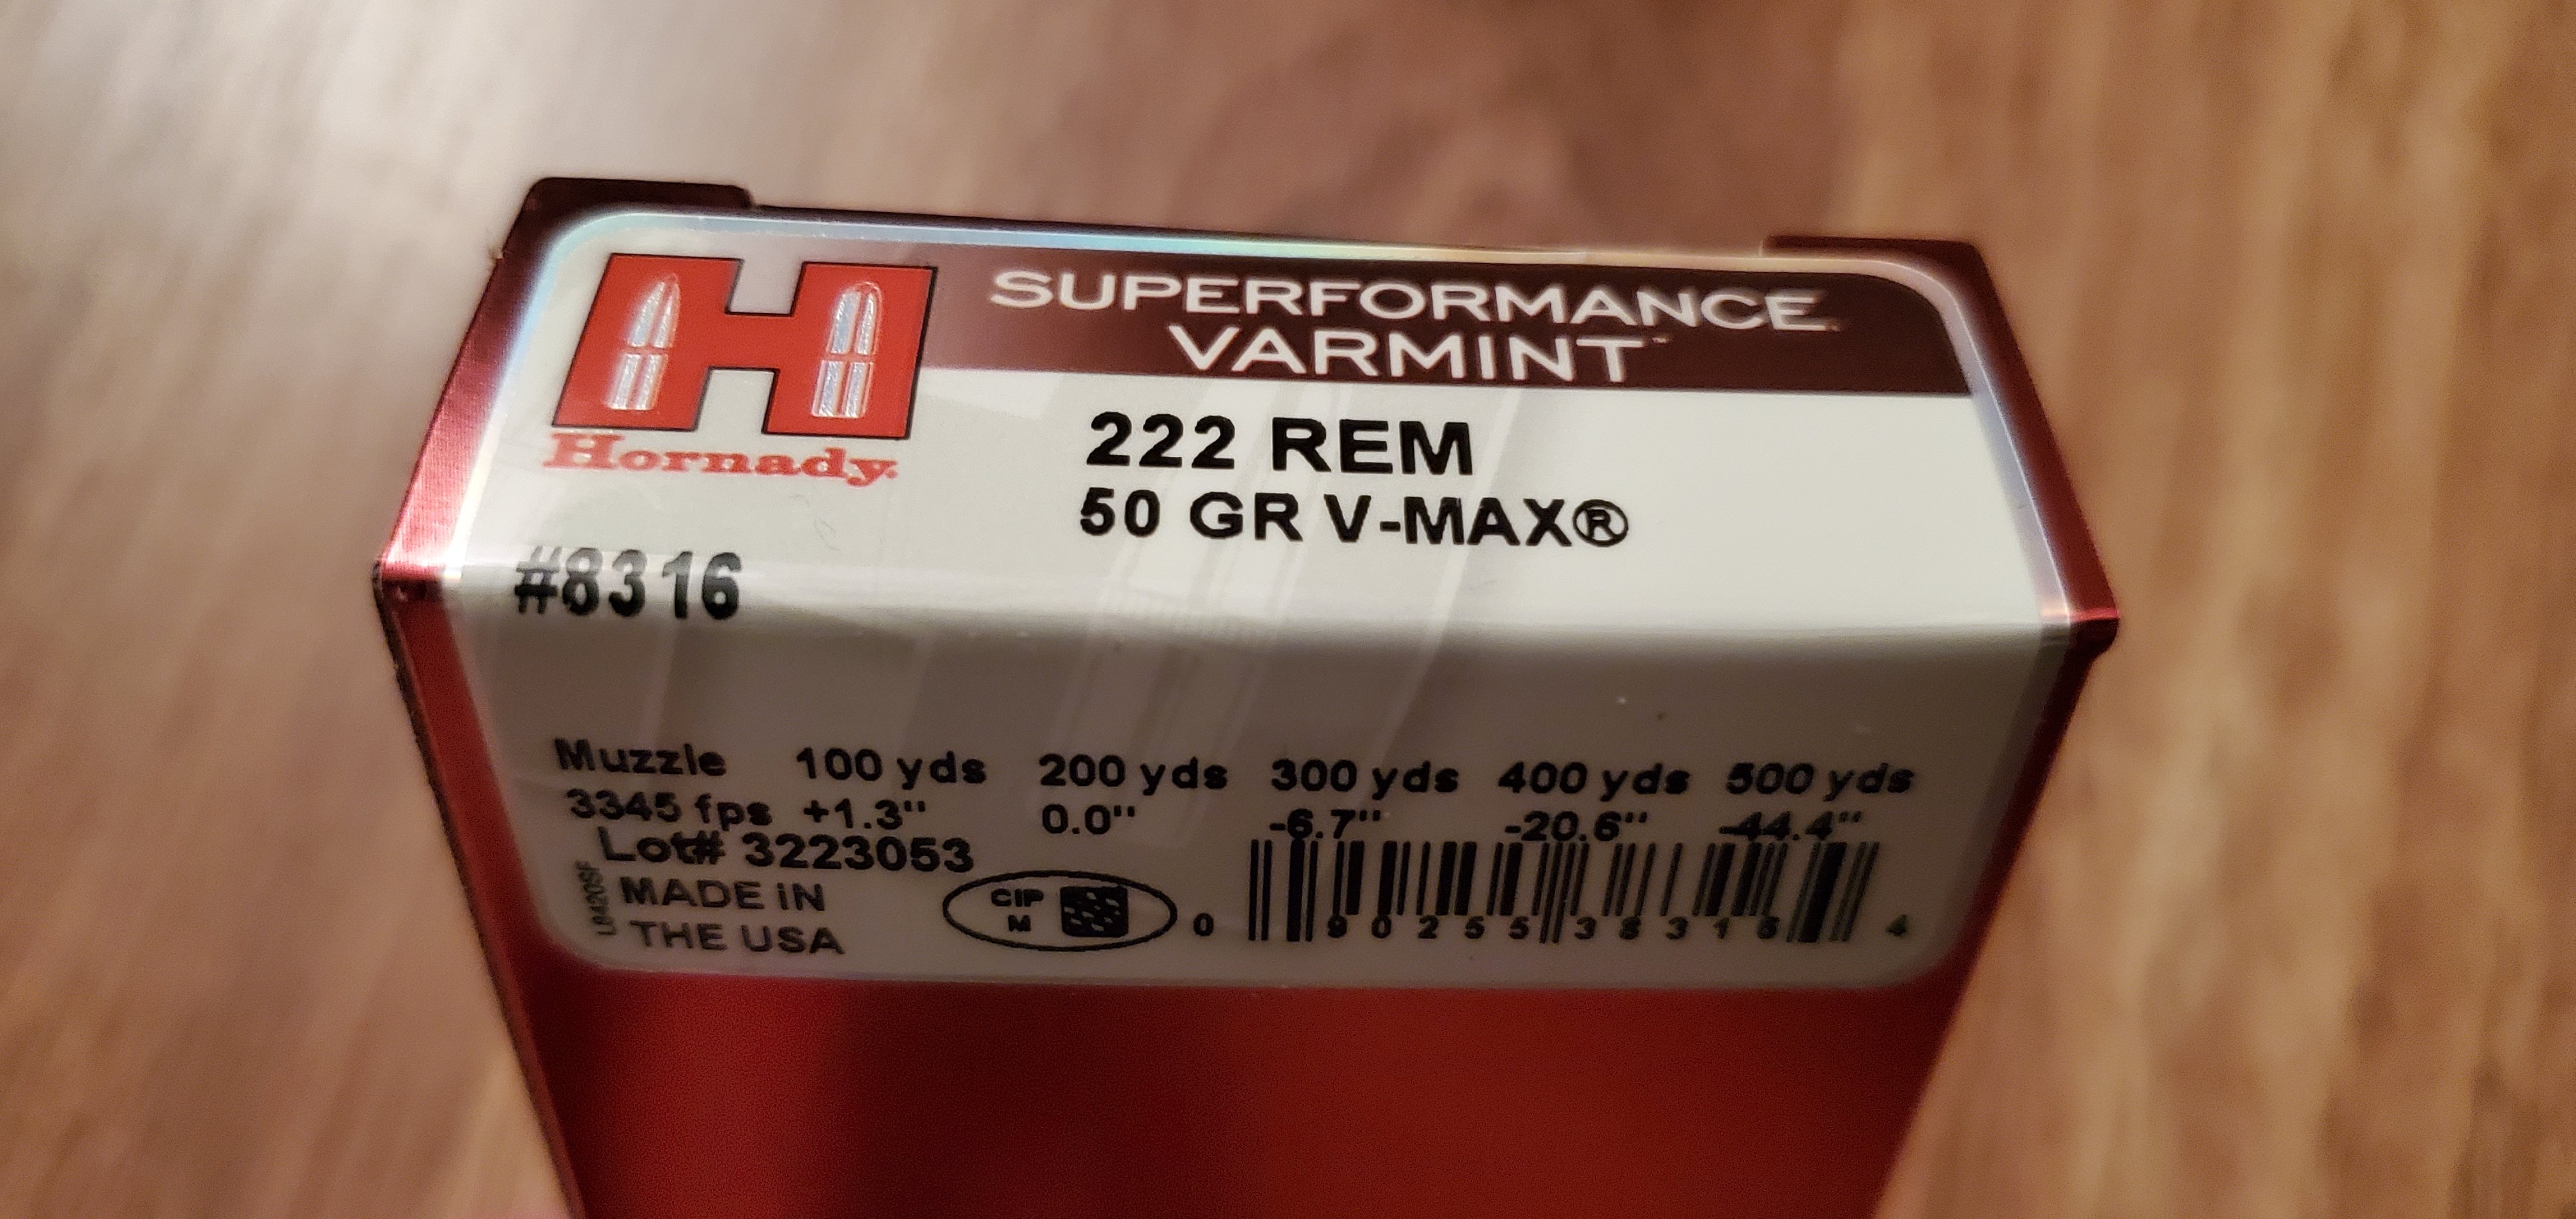 SUPERFORMANCE
VARMINT™
Hornady.
222 REM
50 GR V-MAX®
#8316
Muzzle 100 yds 200 yds 300 yds 400 yds 500 yds
3345 fps +1.3" 0.0" -6.7" -20.6" -44.4"
Lot# 3223053
L8420SF
MADE IN
THE USA
CIP
M
0 90255 38316 4